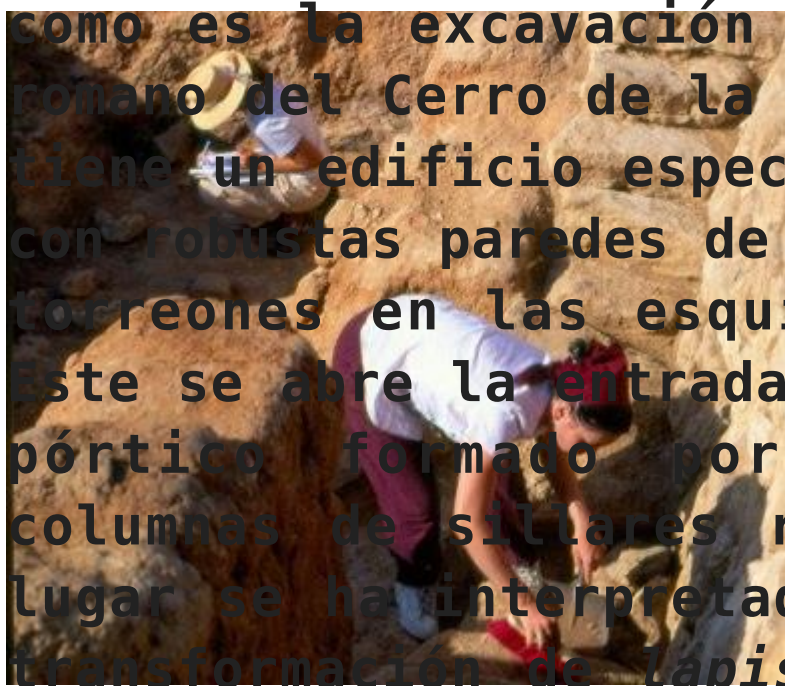 como es la excavación
romano del Cerro de la
tiene un edificio espec
con robustas paredes de
torreones en las esqui
Este se abre la entrada
pórtico formado por
columnas de sillares r
lugar se ha interpretad
transformación de lapis